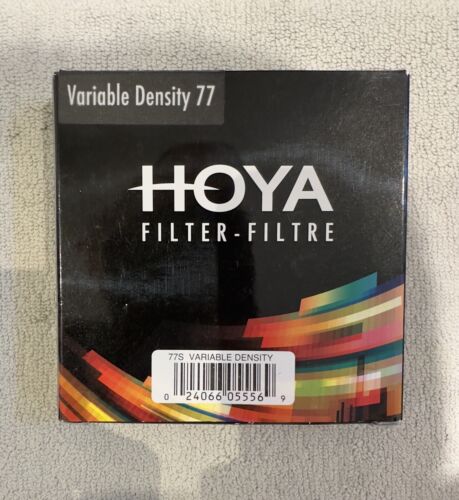 Variable Density 77
HOYA
FILTER-FILTRE
77S VARIABLE DENSITY
0 24066 05556 9